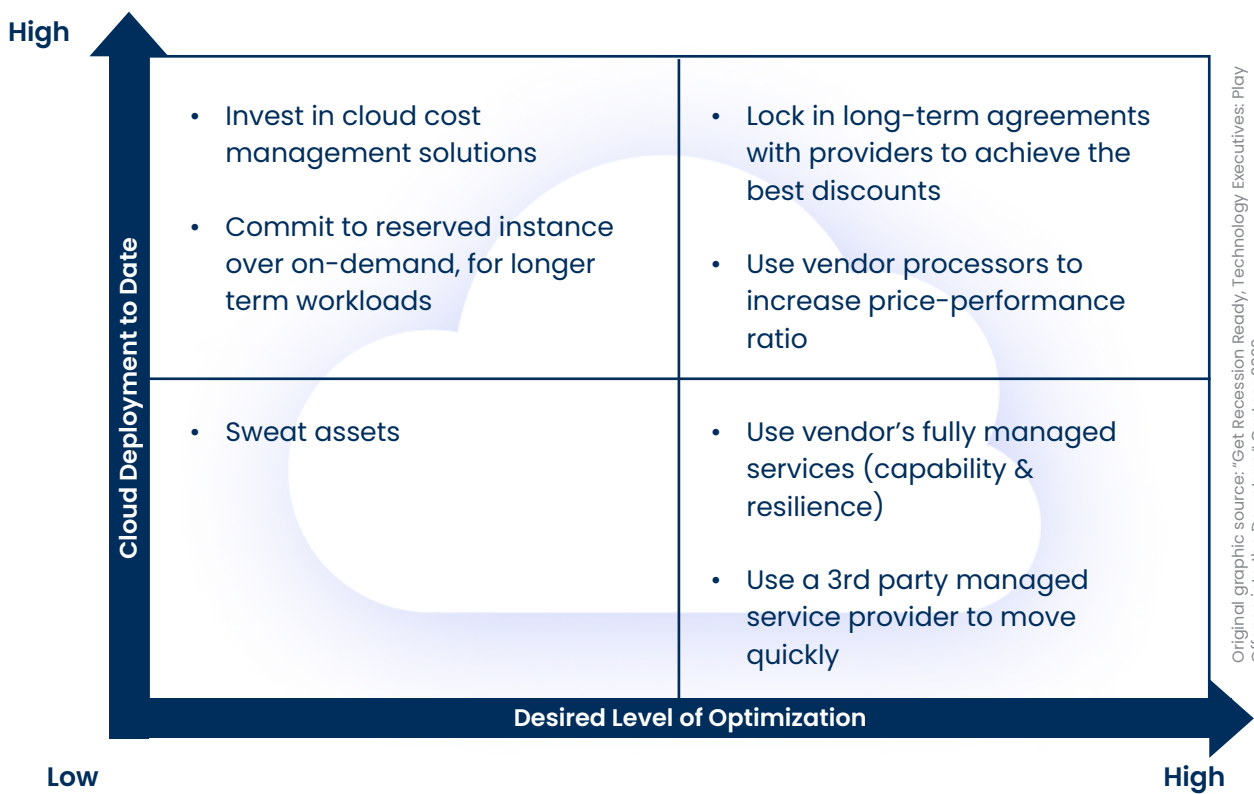 High
• Invest in cloud cost
management solutions
• Commit to reserved instance
over on-demand, for longer
term workloads
• Lock in long-term agreements
with providers to achieve the
best discounts
• Use vendor processors to
increase price-performance
ratio
Cloud Deployment to Date
• Sweat assets
• Use vendor's fully managed
services (capability &
resilience)
• Use a 3rd party managed
service provider to move
quickly
Desired Level of Optimization
Low
High
Original graphic source: "Get Recession Ready, Technology Executives: Play